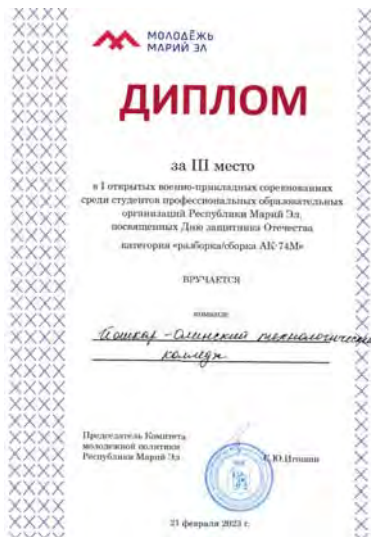 МОЛОДЁЖЬ
МАРИЙ ЭЛ
ДИПЛОМ
за III место
в I открытых военно-прикладных соревнованиях
среди студентов профессиональных образовательных
организаций Республики Марий Эл,
посвященных Дню защитника Отечества
категория «разборка/сборка АК-74М»
ВРУЧАЕТСЯ
команде
Йошкар-Олинский технологический
колледж
Председатель Комитета
молодежной политики
Республики Марий Эл
21 февраля 2023 г.